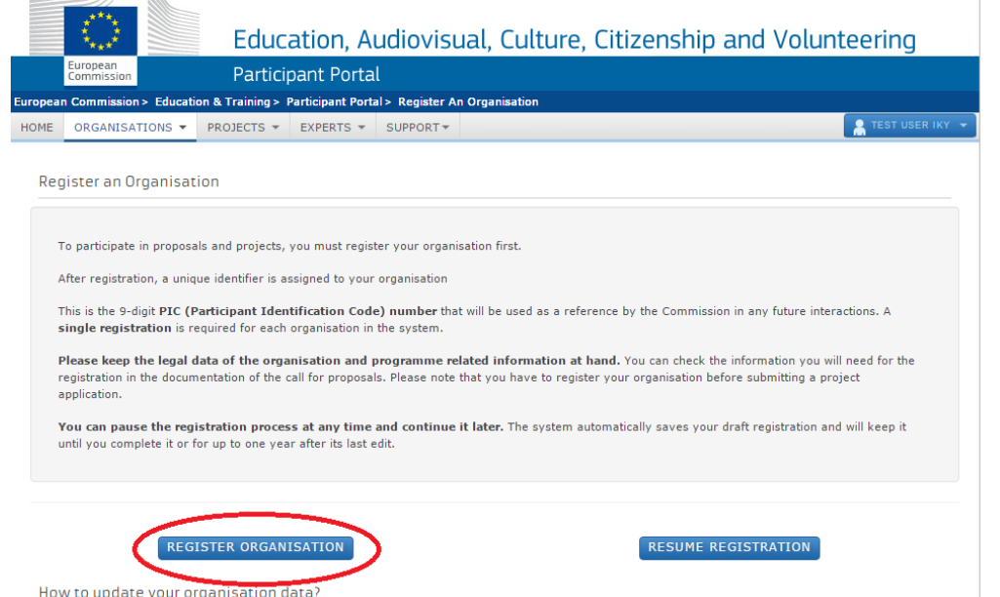 Education, Audiovisual, Culture, Citizenship and Volunteering
European
Commission
Participant Portal
European Commission > Education & Training > Participant Portal > Register An Organisation
HOME ORGANISATIONS PROJECTS EXPERTS SUPPORT TEST USER IKY
Register an Organisation
To participate in proposals and projects, you must register your organisation first.
After registration, a unique identifier is assigned to your organisation
This is the 9-digit PIC (Participant Identification Code) number that will be used as a reference by the Commission in any future interactions. A
single registration is required for each organisation in the system.
Please keep the legal data of the organisation and programme related information at hand. You can check the information you will need for the
registration in the documentation of the call for proposals. Please note that you have to register your organisation before submitting a project
application.
You can pause the registration process at any time and continue it later. The system automatically saves your draft registration and will keep it
until you complete it or for up to one year after its last edit.
REGISTER ORGANISATION RESUME REGISTRATION
How to update your organisation data?